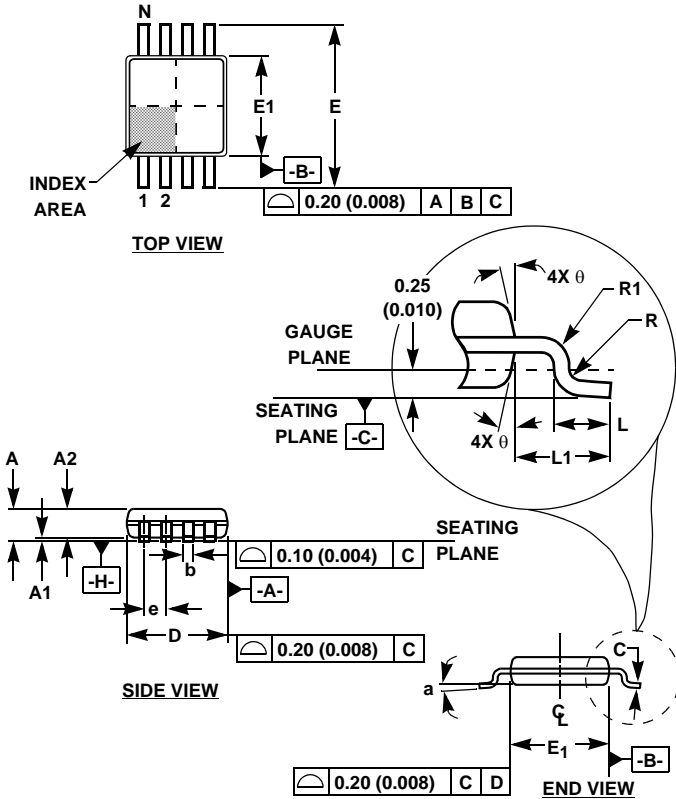 N
E1
E
-B-
INDEX
AREA
1 2
0.20 (0.008) A B C
TOP VIEW
0.25
(0.010)
4X θ
R1
R
GAUGE
PLANE
SEATING
PLANE -C-
4X θ
L
L1
A A2
SEATING
PLANE
A1
-H-
b
0.10 (0.004) C
e
-A-
D
0.20 (0.008) C
SIDE VIEW
C
a
CL
E1
-B-
0.20 (0.008) C D
END VIEW